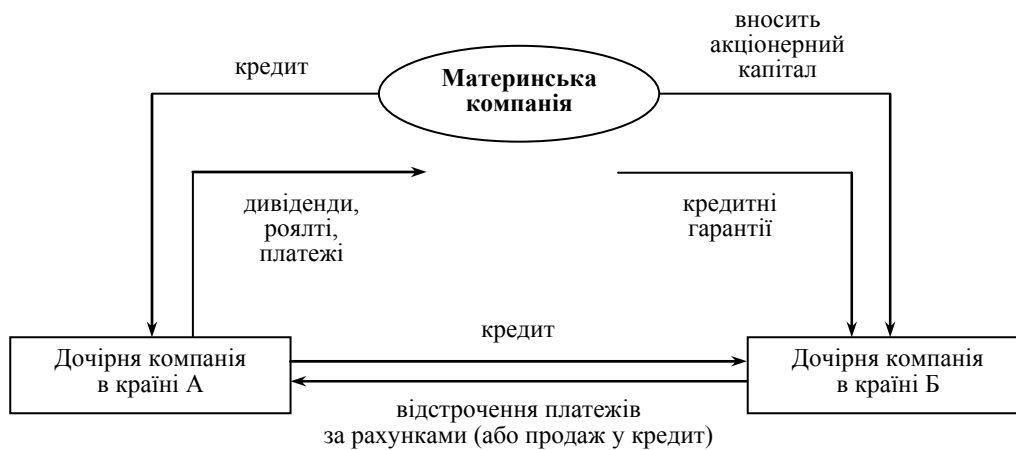 вносить
акціонерний
капітал
кредит
Материнська
компанія
дивіденди,
роялті,
платежі
кредитні
гарантії
кредит
Дочірня компанія
в країні А
Дочірня компанія
в країні Б
відстрочення платежів
за рахунками (або продаж у кредит)